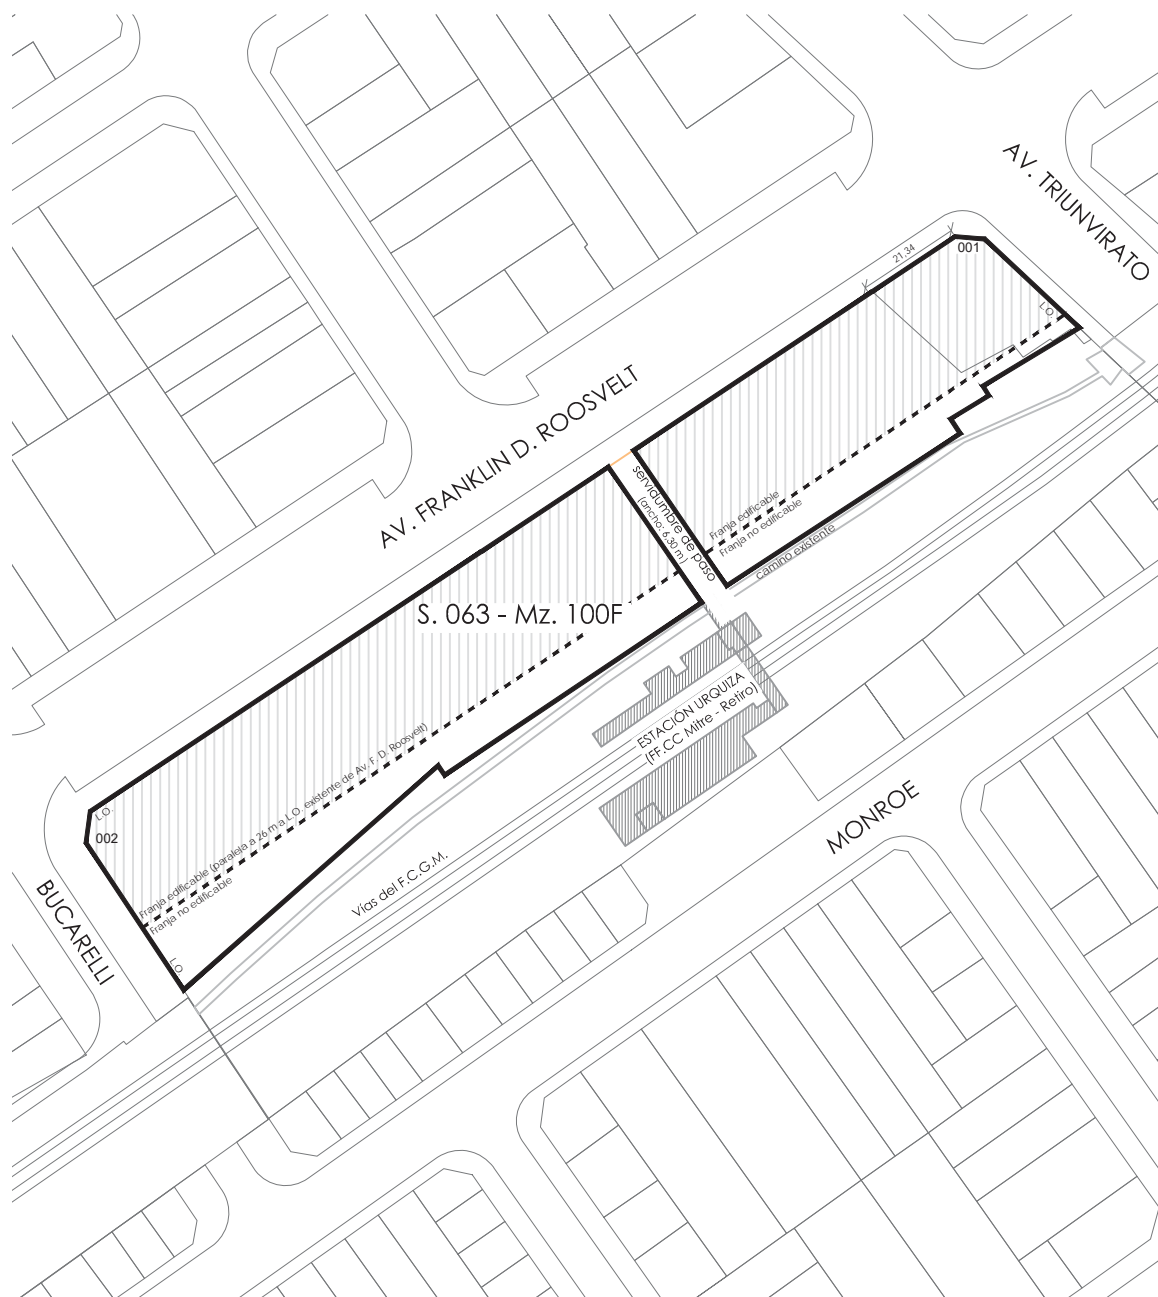 AV. TRIUNVIRATO
001
21.34
L.O.
AV. FRANKLIN D. ROOSVELT
servidumbre de paso
(ancho: 6.30 m)
Franja edificable
Franja no edificable
camino existente
S. 063 - Mz. 100F
ESTACIÓN URQUIZA
(FF.CC Mitre - Retiro)
MONROE
L.O.
002
Franja edificable (paralela a 26 m a L.O. existente de Av. F. D. Roosvelt)
Franja no edificable
Vías del F.C.G.M.
BUCARELLI
L.O.